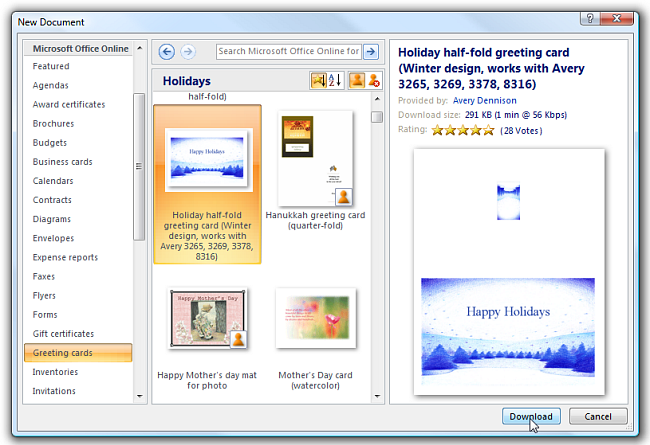 New Document
Microsoft Office Online
Featured
Agendas
Award certificates
Brochures
Budgets
Business cards
Calendars
Contracts
Diagrams
Envelopes
Expense reports
Faxes
Flyers
Forms
Gift certificates
Greeting cards
Inventories
Invitations
Search Microsoft Office Online for
Holidays
half-fold)
Happy Holidays
Holiday half-fold
greeting card (Winter
design, works with
Avery 3265, 3269, 3378,
8316)
Hanukkah greeting card
(quarter-fold)
Happy Mother's Day
Happy Mother's day mat
for photo
Mother's Day card
(watercolor)
Holiday half-fold greeting card
(Winter design, works with Avery
3265, 3269, 3378, 8316)
Provided by: Avery Dennison
Download size: 291 KB (1 min @ 56 Kbps)
Rating: (28 Votes)
Happy Holidays
Download
Cancel